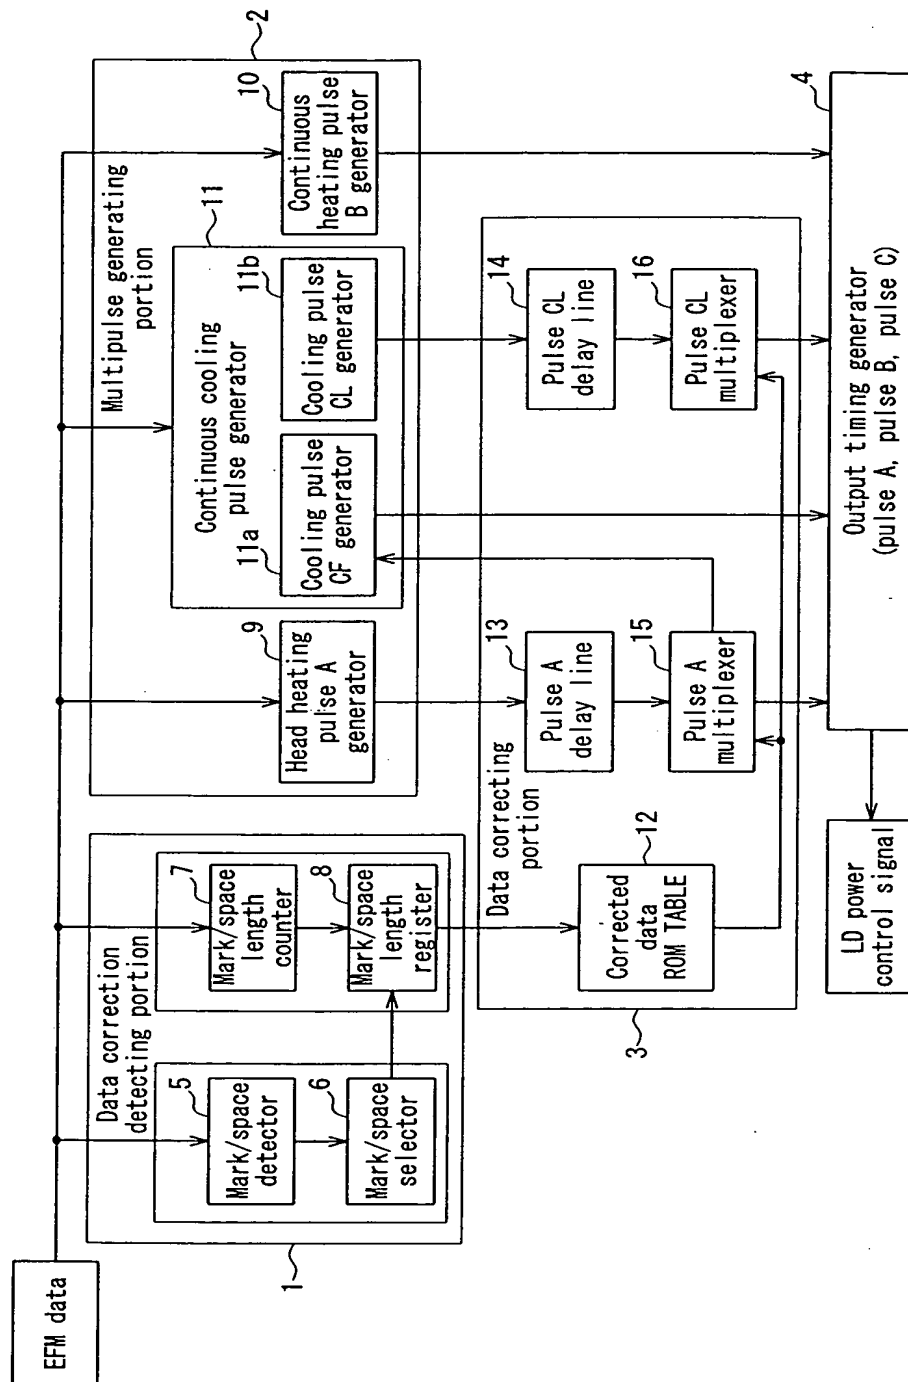 EFM data
1
Data correction
detecting portion
5
Mark/space
detector
6
Mark/space
selector
7
Mark/space
length
counter
8
Mark/space
length
register
2
Multipulse generating
portion
9
Head heating
pulse A
generator
11
Continuous cooling
pulse generator
11a
Cooling pulse
CF generator
11b
Cooling pulse
CL generator
10
Continuous
heating pulse
B generator
3
Data correcting
portion
12
Corrected
data
ROM TABLE
13
Pulse A
delay line
15
Pulse A
multiplexer
14
Pulse CL
delay line
16
Pulse CL
multiplexer
4
Output timing generator
(pulse A, pulse B, pulse C)
LD power
control signal